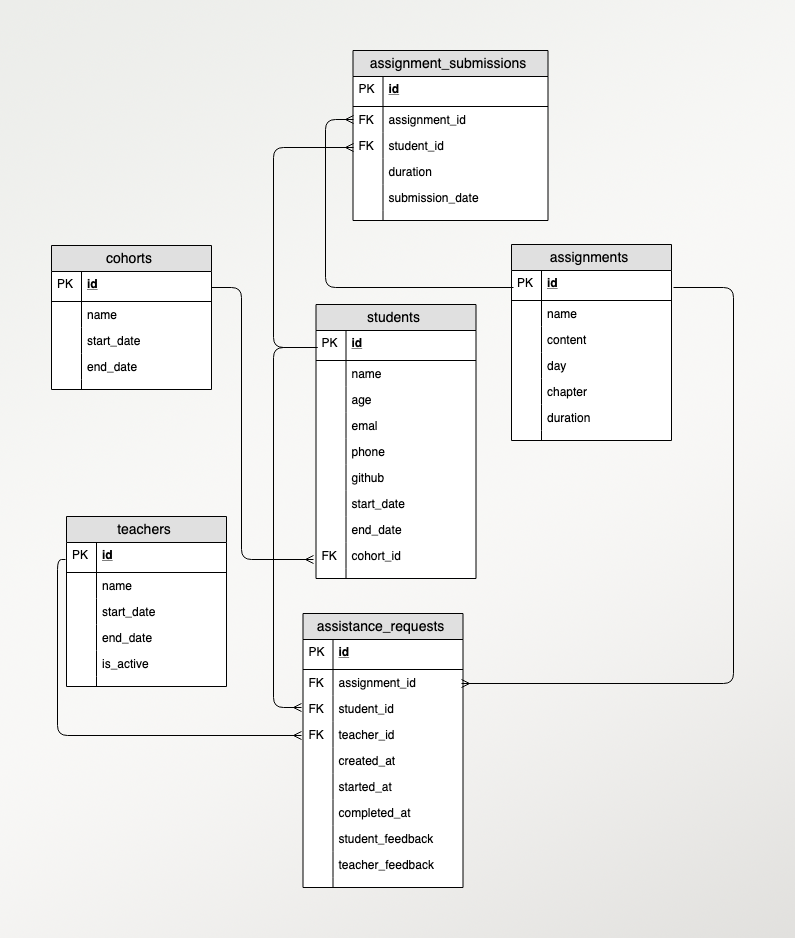 assignment_submissions
PK id
FK assignment_id
FK student_id
duration
submission_date
cohorts
PK id
name
start_date
end_date
assignments
PK id
name
content
day
chapter
duration
students
PK id
name
age
emal
phone
github
start_date
end_date
FK cohort_id
teachers
PK id
name
start_date
end_date
is_active
assistance_requests
PK id
FK assignment_id
FK student_id
FK teacher_id
created_at
started_at
completed_at
student_feedback
teacher_feedback